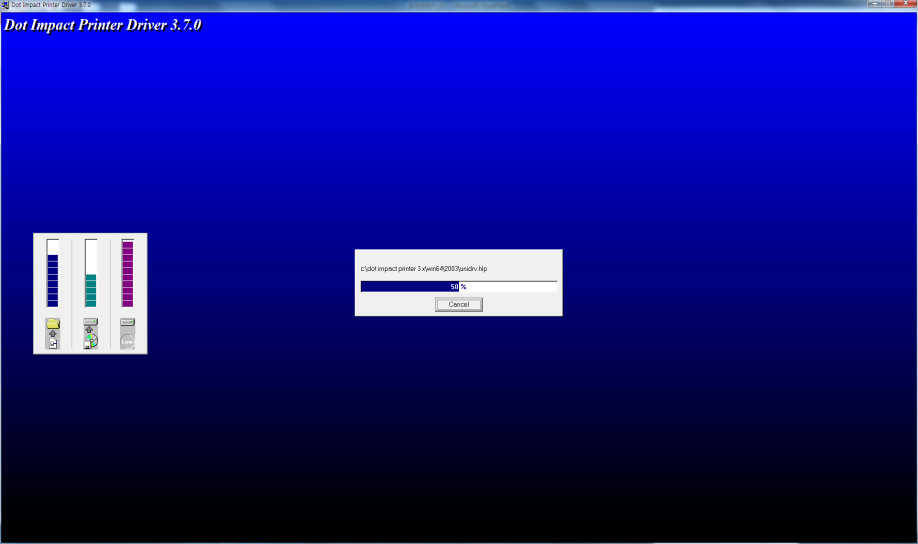 Dot Impact Printer Driver 3.7.0
Dot Impact Printer Driver 3.7.0
c:\dot impact printer 3.x\win64\2003\unidrv.hlp
50 %
Cancel